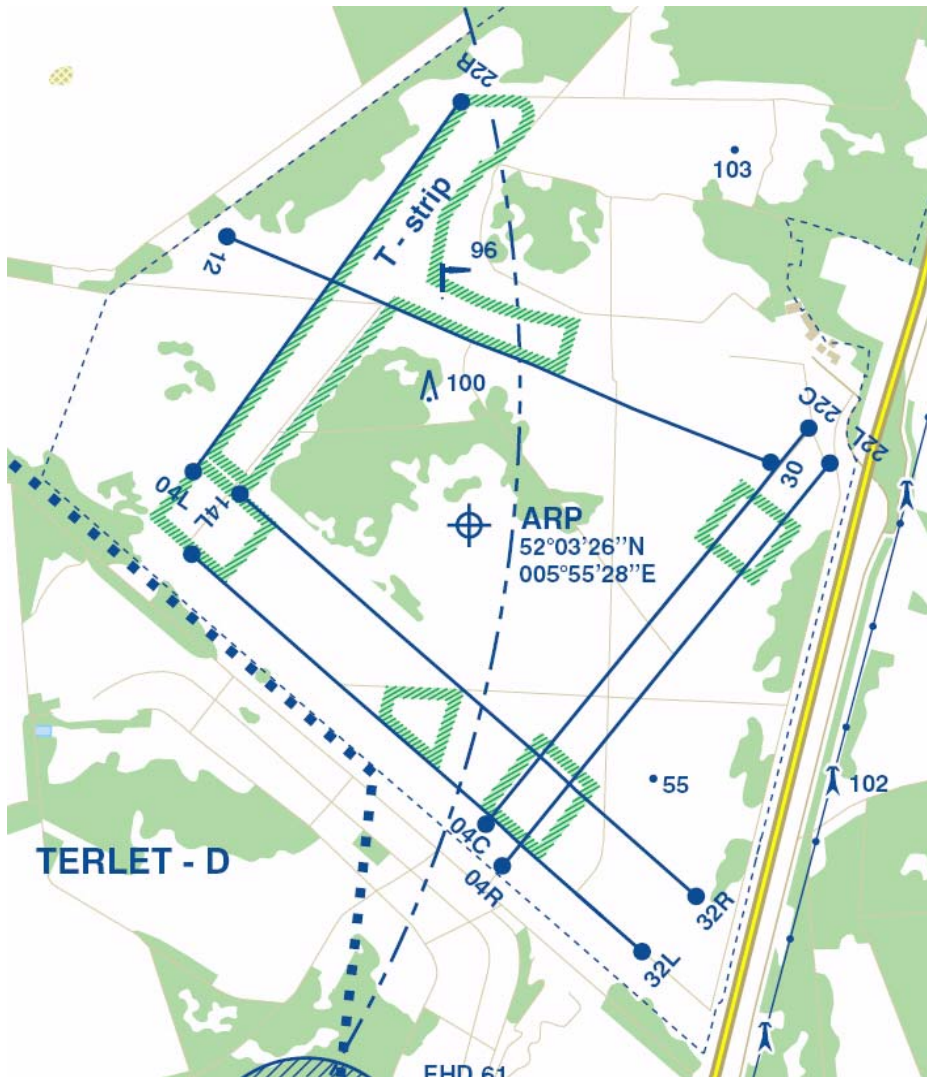 22R
103
T - strip
12
96
100
22C
22L
30
04L
14L
ARP
52°03'26''N
005°55'28''E
55
102
04C
04R
TERLET - D
32R
32L
EHD 61